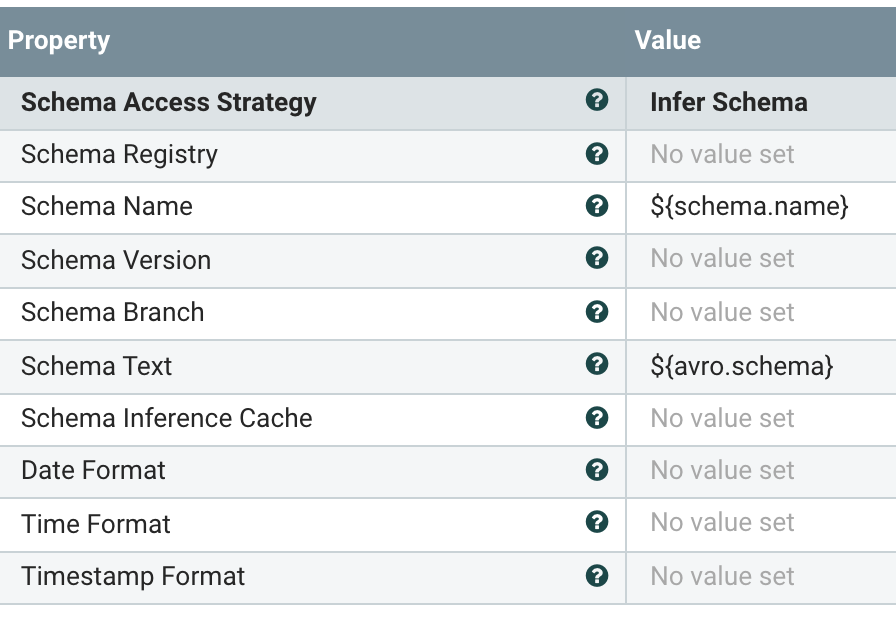 Property Value
Schema Access Strategy ? Infer Schema
Schema Registry ? No value set
Schema Name ? ${schema.name}
Schema Version ? No value set
Schema Branch ? No value set
Schema Text ? ${avro.schema}
Schema Inference Cache ? No value set
Date Format ? No value set
Time Format ? No value set
Timestamp Format ? No value set